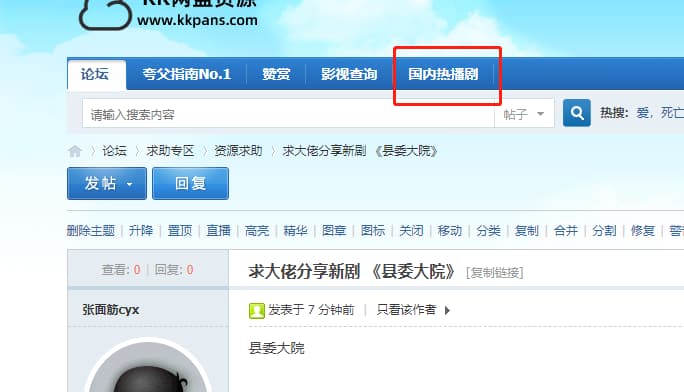 KK网盘资源
www.kkpans.com
论坛 夸父指南No.1 赞赏 影视查询 国内热播剧
请输入搜索内容 帖子 热搜: 爱, 死亡
论坛 求助专区 资源求助 求大佬分享新剧 《县委大院》
发帖 回复
删除主题 升降 置顶 直播 高亮 精华 图章 图标 关闭 移动 分类 复制 合并 分割 修复 警
查看: 0 回复: 0 求大佬分享新剧 《县委大院》 [复制链接]
张面筋cyx 发表于 7 分钟前 只看该作者
县委大院